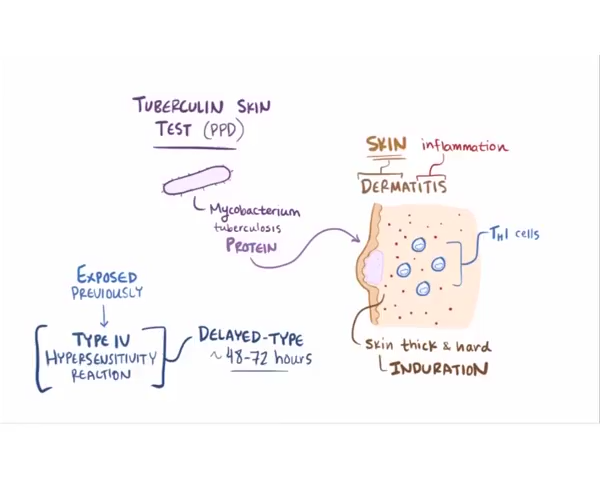 TUBERCULIN SKIN
TEST (PPD)
Mycobacterium
tuberculosis
PROTEIN
EXPOSED
PREVIOUSLY
TYPE IV
HYPERSENSITIVITY
REACTION
DELAYED-TYPE
~ 48-72 hours
SKIN inflammation
DERMATITIS
TH1 cells
Skin thick & hard
INDURATION